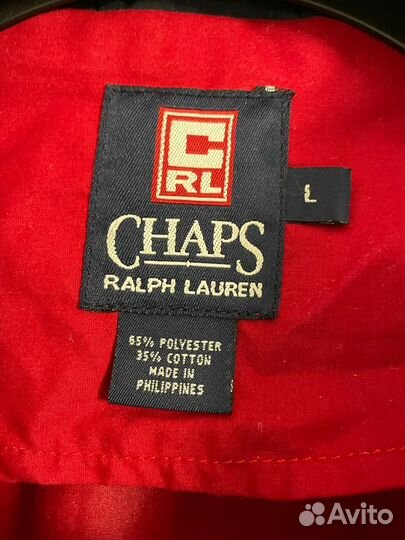 C
RL
CHAPS
RALPH LAUREN
L
65% POLYESTER
35% COTTON
MADE IN
PHILIPPINES
Avito